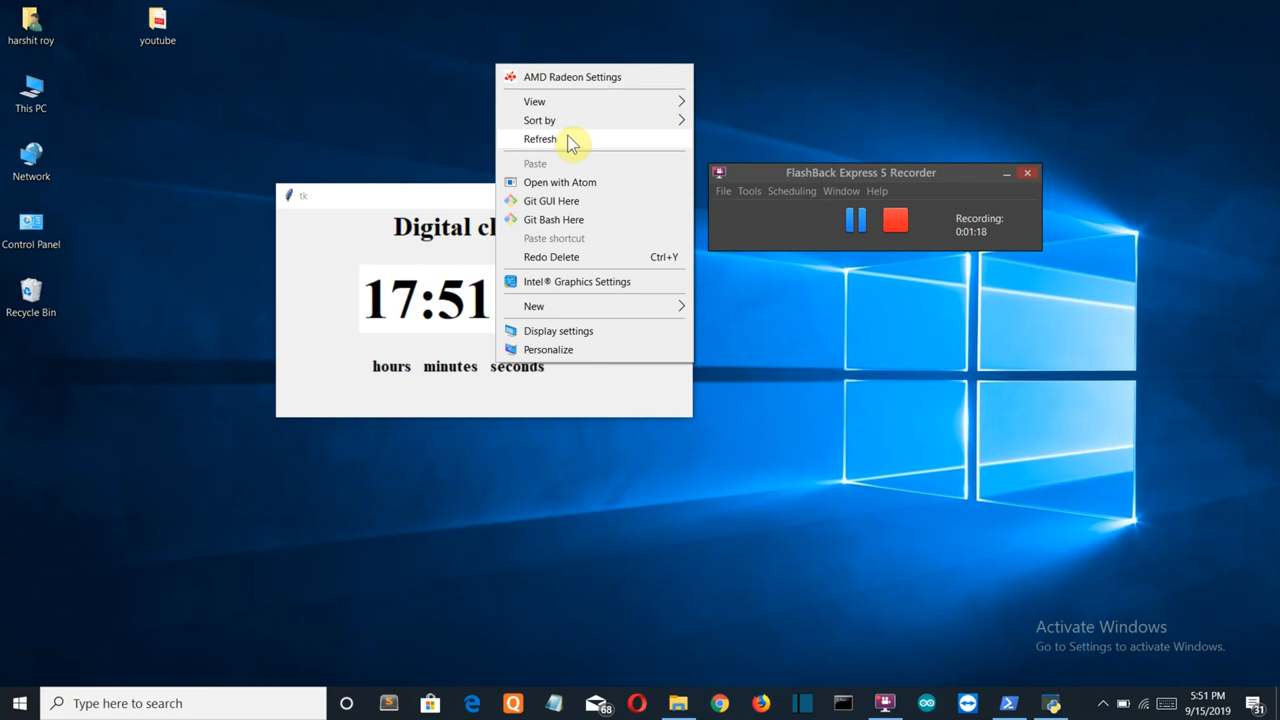 harshit roy
youtube
This PC
Network
Control Panel
Recycle Bin
tk
Digital cl
17:51
hours minutes seconds
AMD Radeon Settings
View
Sort by
Refresh
Paste
Open with Atom
Git GUI Here
Git Bash Here
Paste shortcut
Redo Delete Ctrl+Y
Intel® Graphics Settings
New
Display settings
Personalize
FlashBack Express 5 Recorder
File Tools Scheduling Window Help
Recording:
0:01:18
Activate Windows
Go to Settings to activate Windows.
Type here to search
68
5:51 PM
9/15/2019
31